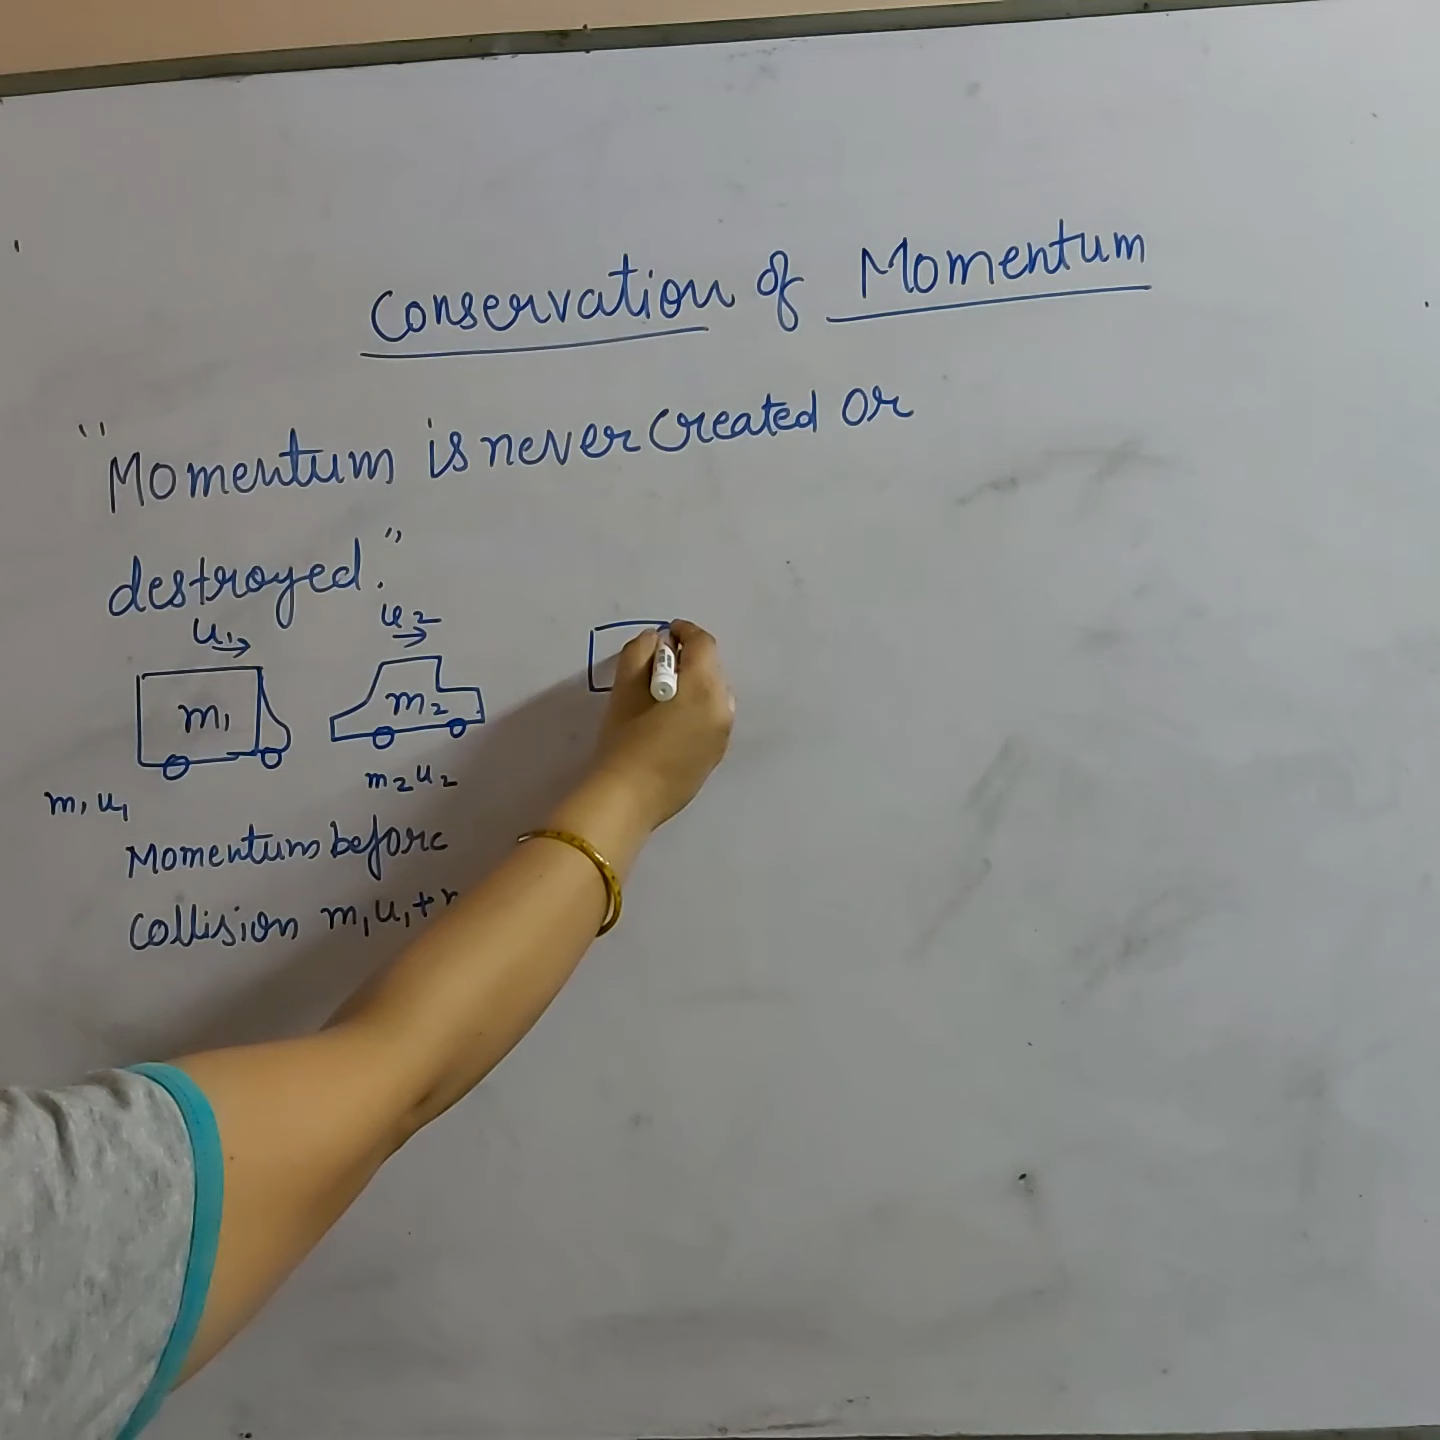 Conservation of Momentum
"Momentum is never created or
destroyed."
u₁ u₂
m₁ m₂
m₁u₁ m₂u₂
Momentum before
Collision m₁u₁+